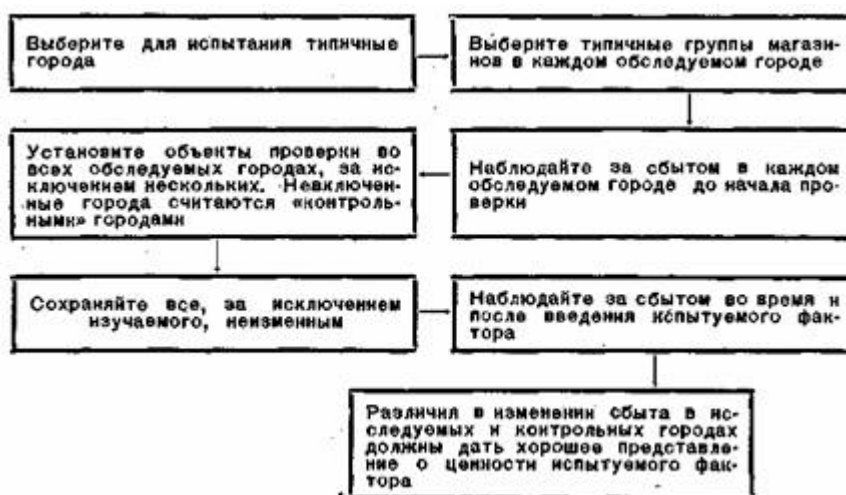 Выберите для испытания типичные
города
Выберите типичные группы магази-
нов в каждом обследуемом городе
Наблюдайте за сбытом в каждом
обследуемом городе до начала про-
верки
Установите объекты проверки во
всех обследуемых городах, за ис-
ключением нескольких. Невключен-
ные города считаются «контроль-
ными» городами
Сохраняйте все, за исключением
изучаемого, неизменным
Наблюдайте за сбытом во время и
после введения испытуемого фак-
тора
Различия в изменении сбыта в ис-
следуемых и контрольных городах
должны дать хорошее представле-
ние о ценности испытуемого фак-
тора